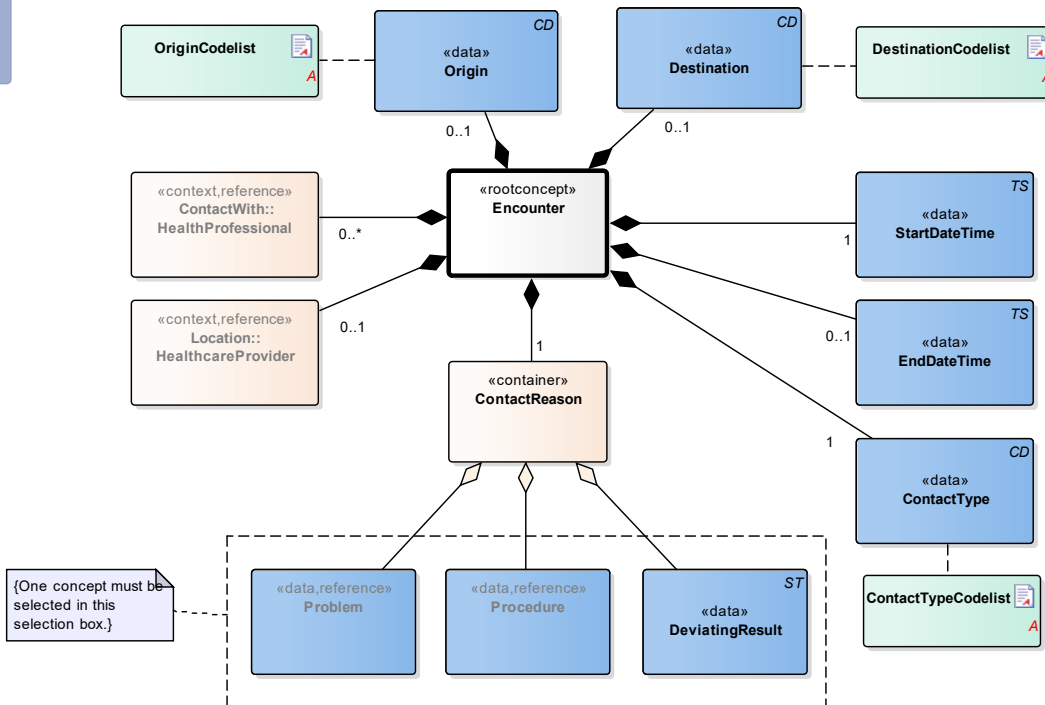 CD
CD
OriginCodelist
A
«data»
Origin
«data»
Destination
DestinationCodelist
0..1
0..1
«context,reference»
ContactWith::
HealthProfessional
«rootconcept»
Encounter
TS
«data»
StartDateTime
0..*
1
«context,reference»
Location::
HealthcareProvider
0..1
TS
«data»
EndDateTime
0..1
1
«container»
ContactReason
1
CD
«data»
ContactType
{One concept must be
selected in this
selection box.}
«data,reference»
Problem
«data,reference»
Procedure
ST
«data»
DeviatingResult
ContactTypeCodelist
A